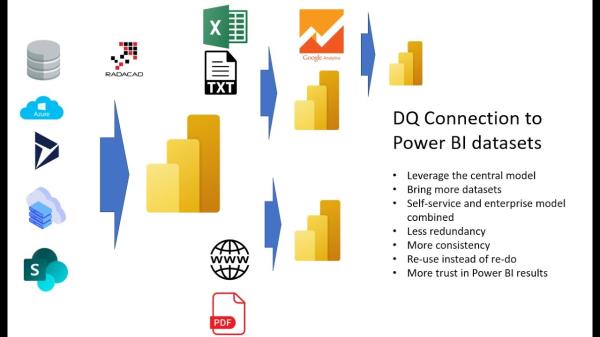 X
Google Analytics
RADACAD
TXT
Azure
DQ Connection to
Power BI datasets
• Leverage the central model
• Bring more datasets
• Self-service and enterprise model
combined
• Less redundancy
• More consistency
• Re-use instead of re-do
• More trust in Power BI results
S
WWW
PDF